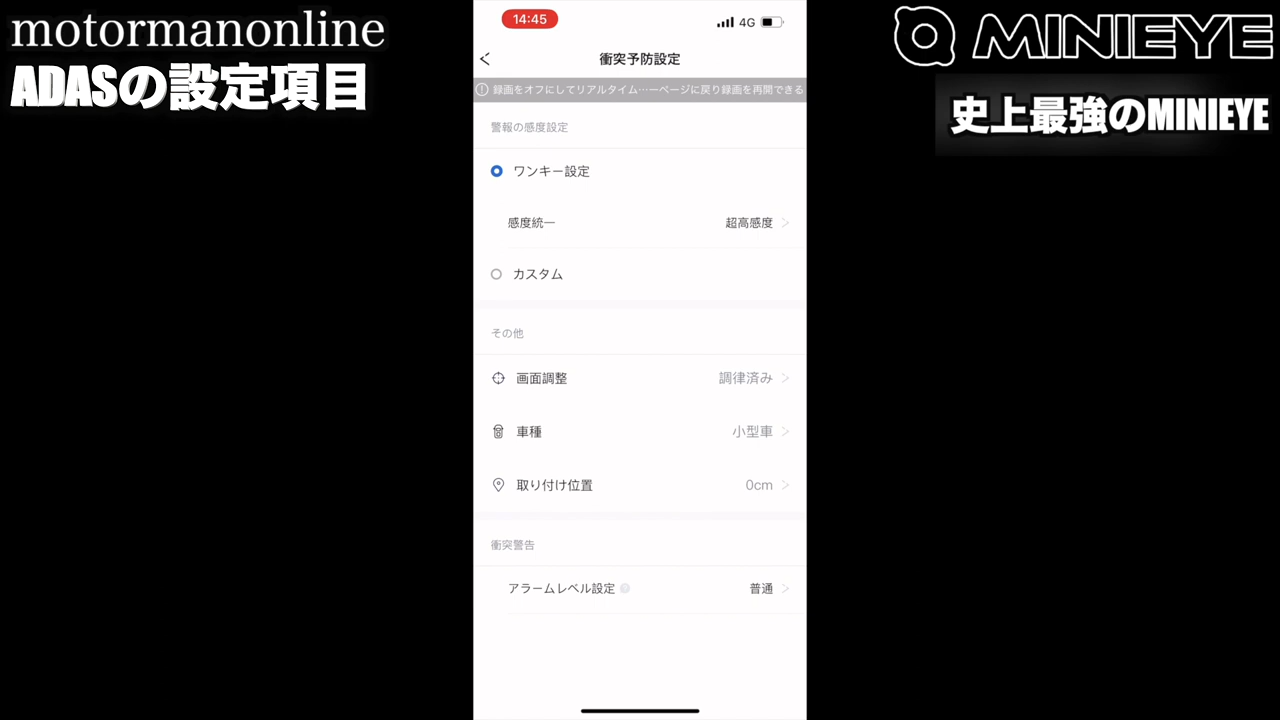 motormanonline
ADASの設定項目
MINIEYE
史上最強のMINIEYE
14:45
4G
衝突予防設定
録画をオフにしてリアルタイム…ーページに戻り録画を再開できる
警報の感度設定
ワンキー設定
感度統一 超高感度
カスタム
その他
画面調整 調律済み
車種 小型車
取り付け位置 0cm
衝突警告
アラームレベル設定 普通